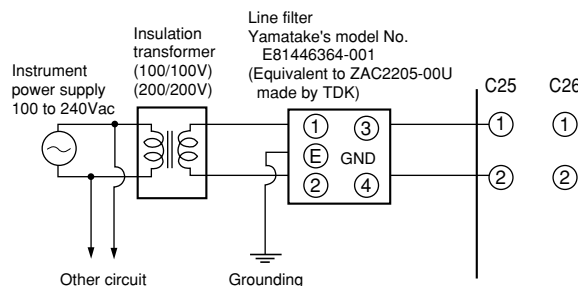 Instrument
power supply
100 to 240Vac
Insulation
transformer
(100/100V)
(200/200V)
Line filter
Yamatake's model No.
E81446364-001
(Equivalent to ZAC2205-00U
made by TDK)
C25
C26
1
3
E
GND
2
4
1
1
2
2
Other circuit
Grounding